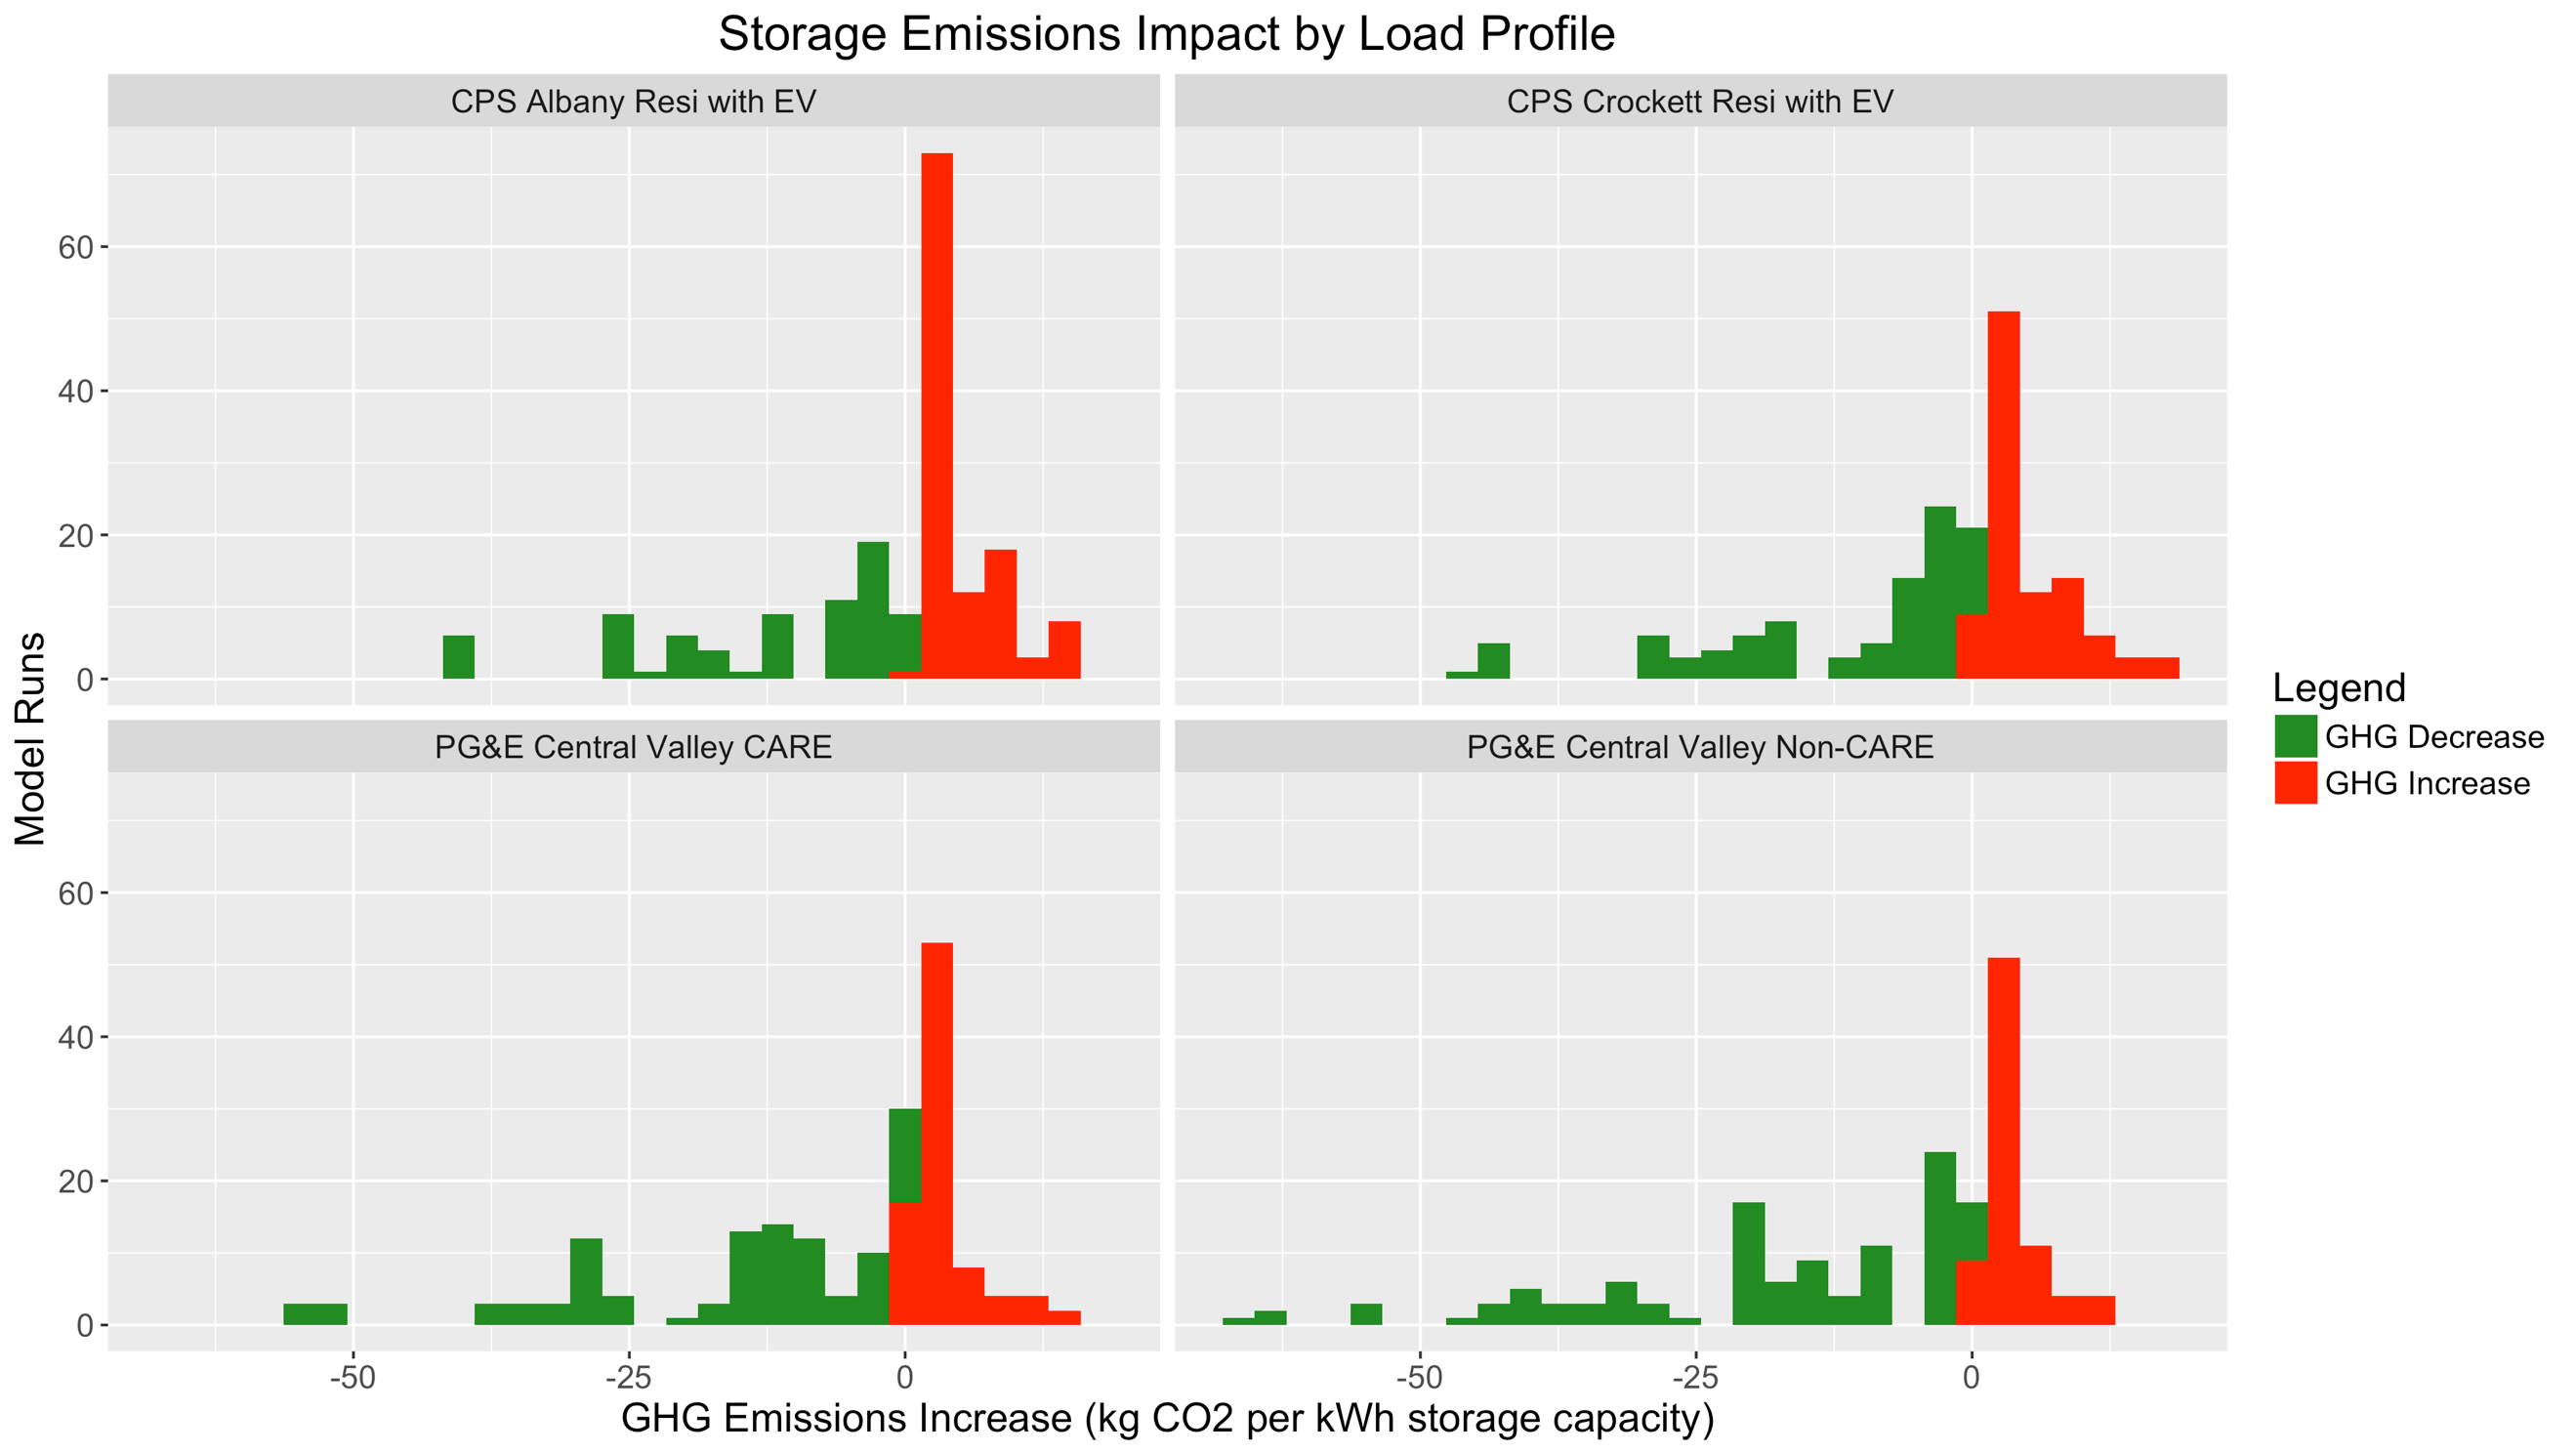 Storage Emissions Impact by Load Profile
CPS Albany Resi with EV
CPS Crockett Resi with EV
60
40
20
0
PG&E Central Valley CARE
PG&E Central Valley Non-CARE
60
40
20
0
-50
-25
0
-50
-25
0
Model Runs
GHG Emissions Increase (kg CO2 per kWh storage capacity)
Legend
GHG Decrease
GHG Increase